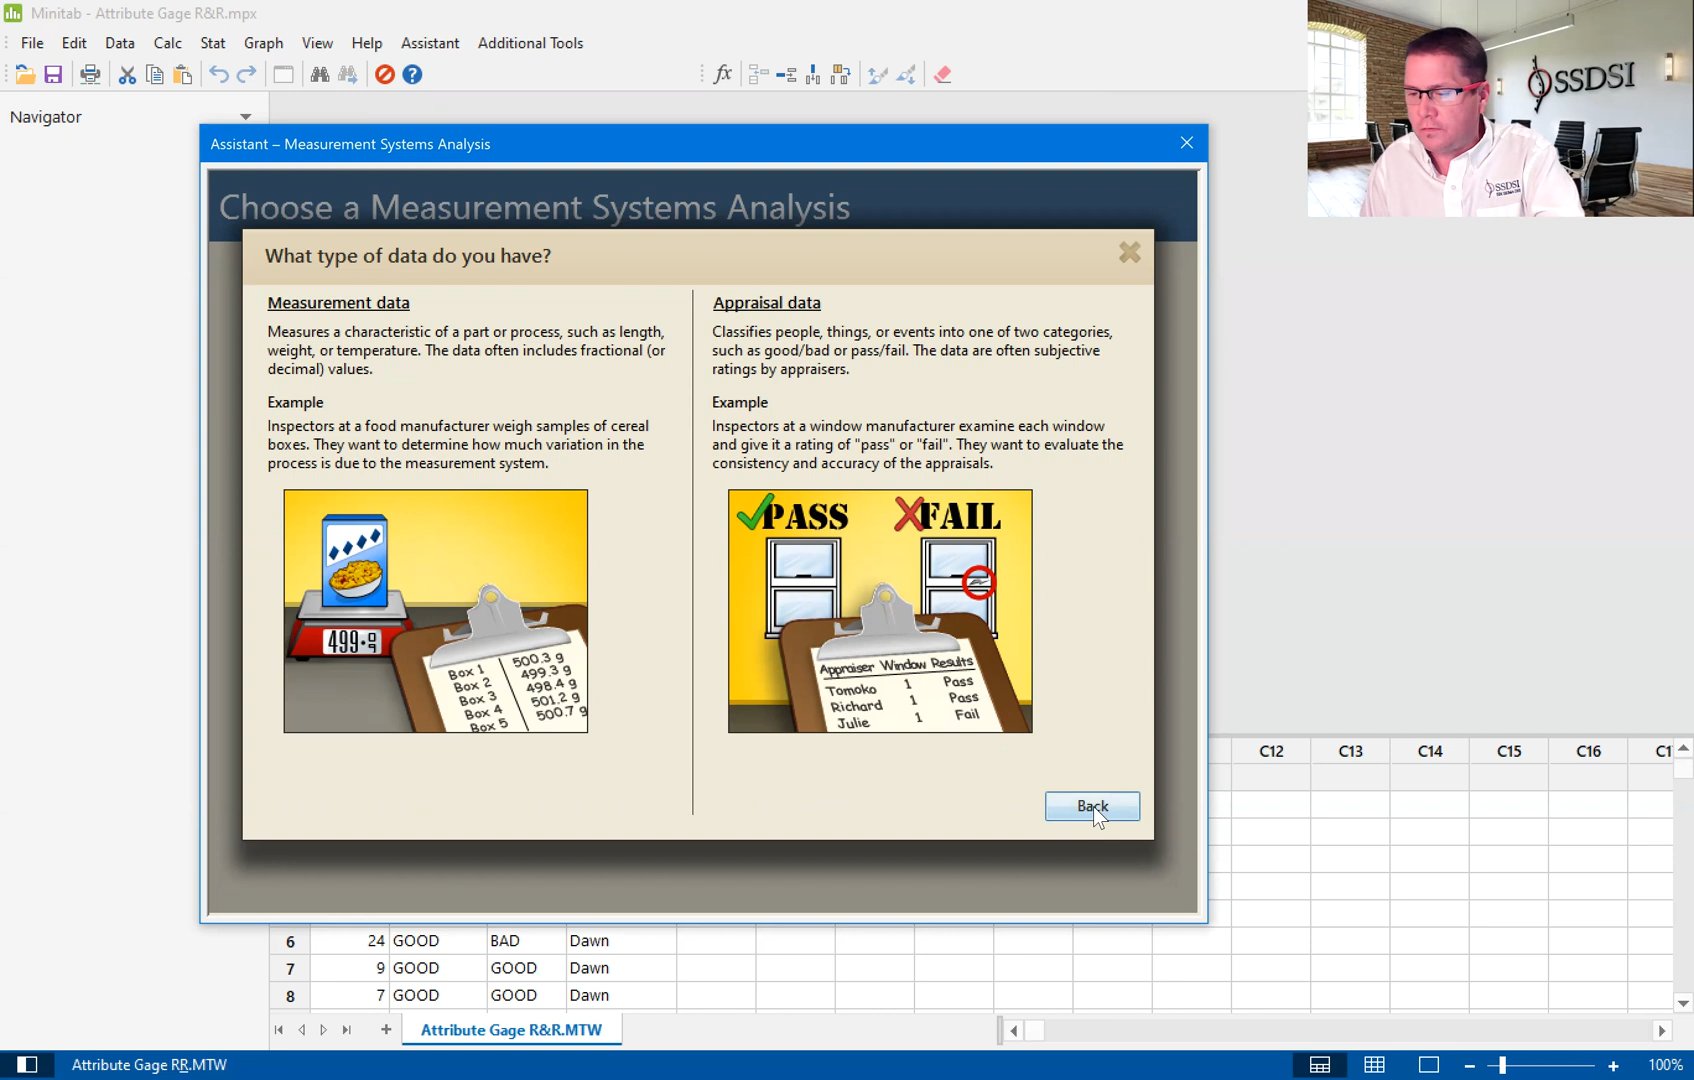 Minitab - Attribute Gage R&R.mpx
File Edit Data Calc Stat Graph View Help Assistant Additional Tools
fx
SSDSI
SSDSI
Navigator
Assistant – Measurement Systems Analysis
Choose a Measurement Systems Analysis
What type of data do you have?
Measurement data
Measures a characteristic of a part or process, such as length,
weight, or temperature. The data often includes fractional (or
decimal) values.
Example
Inspectors at a food manufacturer weigh samples of cereal
boxes. They want to determine how much variation in the
process is due to the measurement system.
Box 1 500.3 g
Box 2 499.3 g
Box 3 498.4 g
Box 4 501.2 g
Box 5 500.7 g
Appraisal data
Classifies people, things, or events into one of two categories,
such as good/bad or pass/fail. The data are often subjective
ratings by appraisers.
Example
Inspectors at a window manufacturer examine each window
and give it a rating of "pass" or "fail". They want to evaluate the
consistency and accuracy of the appraisals.
PASS FAIL
Appraiser Window Results
Tomoko 1 Pass
Richard 1 Pass
Julie 1 Fail
Back
C12 C13 C14 C15 C16
6 24 GOOD BAD Dawn
7 9 GOOD GOOD Dawn
8 7 GOOD GOOD Dawn
Attribute Gage R&R.MTW
Attribute Gage RR.MTW
100%